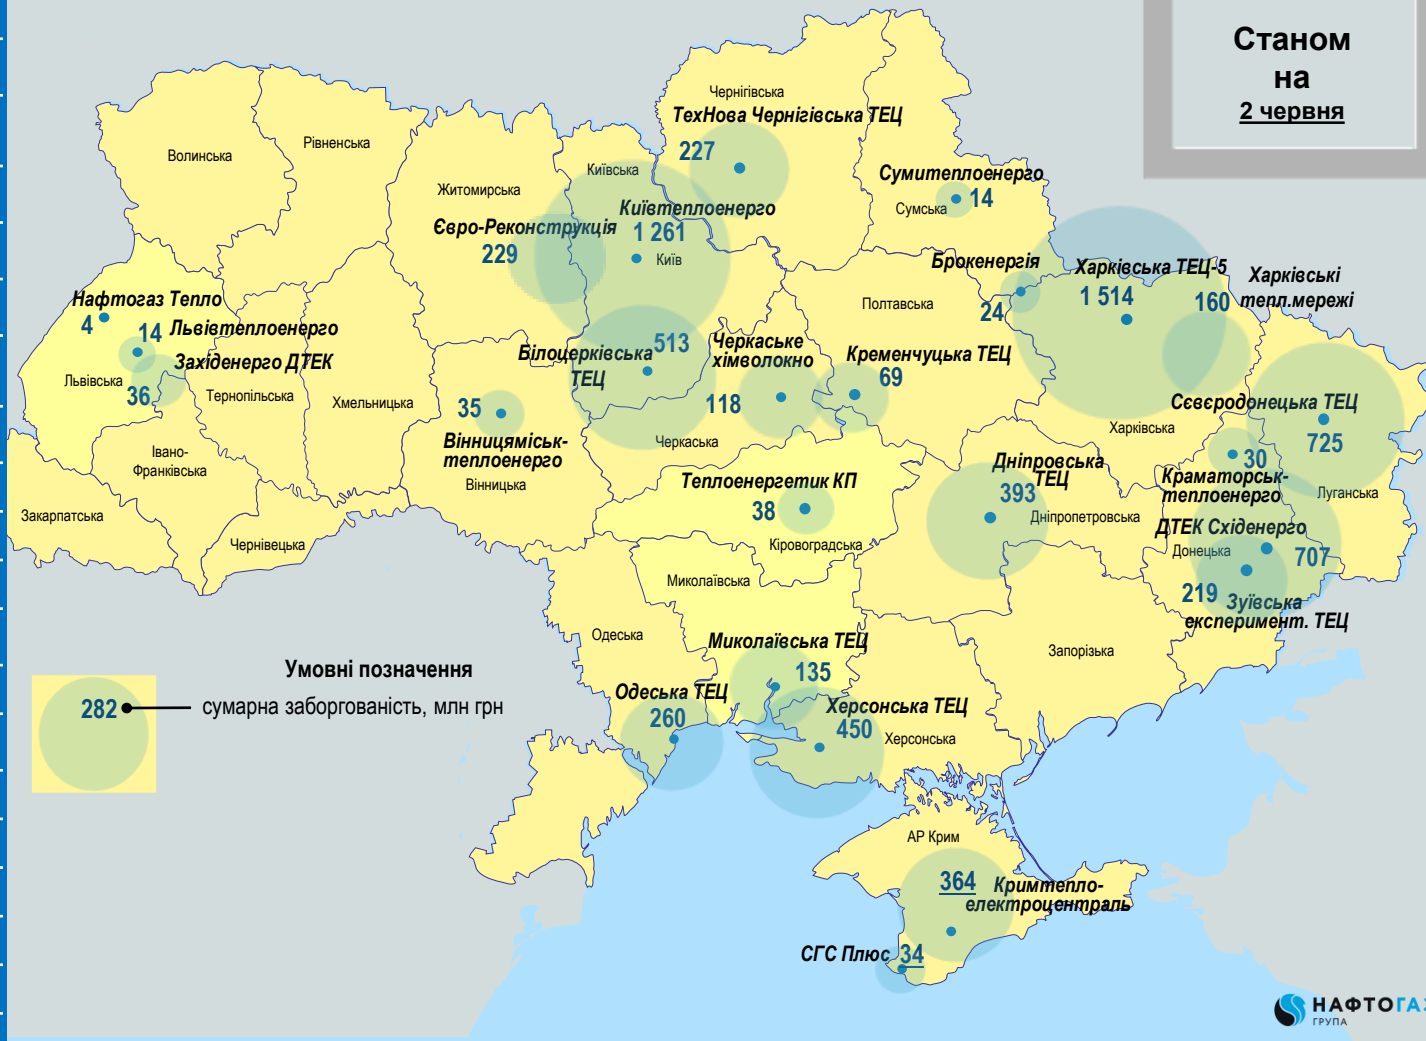 Станом
на
2 червня
Чернігівська
ТехНова Чернігівська ТЕЦ
227
Волинська
Рівненська
Житомирська
Київська
Київтеплоенерго
1 261
Київ
Євро-Реконструкція
229
Сумитеплоенерго
14
Сумська
Брокенергія
24
Харківська ТЕЦ-5
1 514
160
Харківські
тепл.мережі
Полтавська
Нафтогаз Тепло
4
14
Львівтеплоенерго
Західенерго ДТЕК
Львівська
36
Тернопільська
Хмельницька
Білоцерківська
ТЕЦ
513
Черкаське
хімволокно
118
Кременчуцька ТЕЦ
69
35
Вінницяміськ-
теплоенерго
Вінницька
Черкаська
Харківська
Сєвєродонецька ТЕЦ
725
30
Краматорськ-
теплоенерго
Луганська
Івано-
Франківська
Закарпатська
Чернівецька
Теплоенергетик КП
38
Кіровоградська
Дніпровська
ТЕЦ
393
Дніпропетровська
ДТЕК Східенерго
Донецька
707
219
Зуївська
експеримент. ТЕЦ
Миколаївська
Одеська
Миколаївська ТЕЦ
135
Запорізька
Одеська ТЕЦ
260
Херсонська ТЕЦ
450
Херсонська
Умовні позначення
282
сумарна заборгованість, млн грн
АР Крим
364
Кримтепло-
електроцентраль
СГС Плюс
34
НАФТОГАЗ
ГРУПА